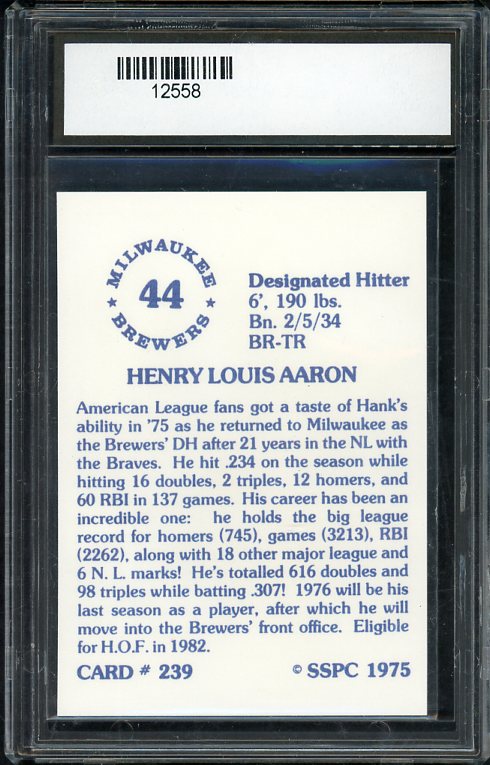 12558
MILWAUKEE
44
BREWERS
Designated Hitter
6', 190 lbs.
Bn. 2/5/34
BR-TR
HENRY LOUIS AARON
American League fans got a taste of Hank's
ability in '75 as he returned to Milwaukee as
the Brewers' DH after 21 years in the NL with
the Braves. He hit .234 on the season while
hitting 16 doubles, 2 triples, 12 homers, and
60 RBI in 137 games. His career has been an
incredible one: he holds the big league
record for homers (745), games (3213), RBI
(2262), along with 18 other major league and
6 N. L. marks! He's totalled 616 doubles and
98 triples while batting .307! 1976 will be his
last season as a player, after which he will
move into the Brewers' front office. Eligible
for H.O.F. in 1982.
CARD # 239 © SSPC 1975